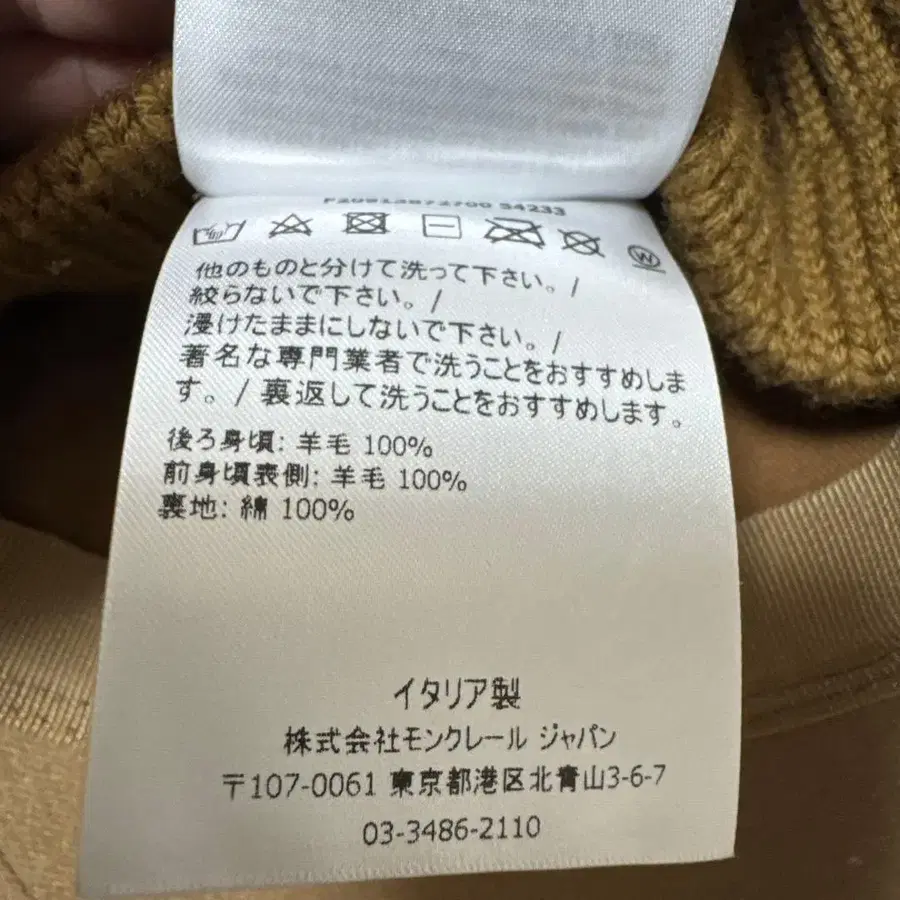 他のものと分けて洗って下さい。/
絞らないで下さい。/
浸けたままにしないで下さい。/
著名な専門業者で洗うことをおすすめしま
す。/ 裏返して洗うことをおすすめします。
後ろ身頃: 羊毛 100%
前身頃表側: 羊毛 100%
裏地: 綿 100%
イタリア製
株式会社モンクレール ジャパン
〒107-0061 東京都港区北青山3-6-7
03-3486-2110